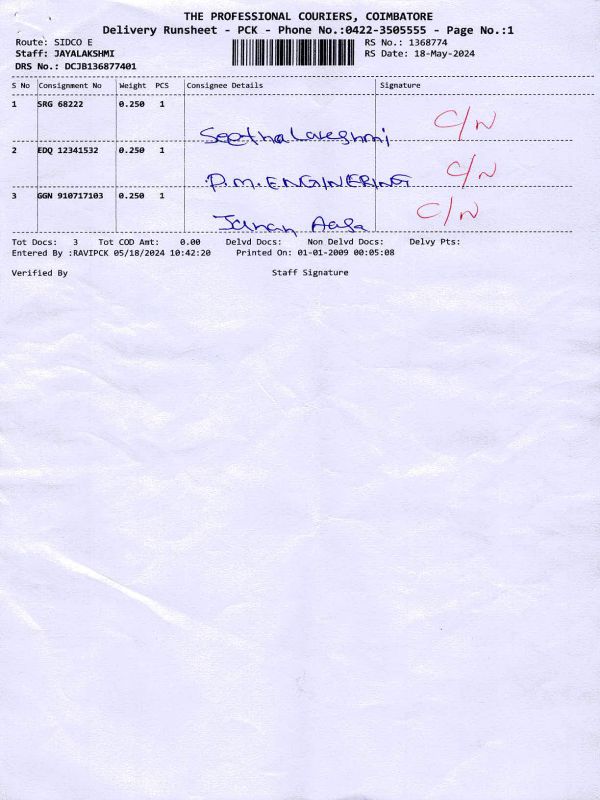 THE PROFESSIONAL COURIERS, COIMBATORE
Delivery Runsheet - PCK - Phone No.:0422-3505555 - Page No.:1
Route: SIDCO E RS No.: 1368774
Staff: JAYALAKSHMI RS Date: 18-May-2024
DRS No.: DCJB136877401
S No Consignment No Weight PCS Consignee Details Signature
1 SRG 68222 0.250 1
Seethalakshmi C/N
2 EDQ 12341532 0.250 1
P.M.ENGINERING C/N
3 GGN 910717103 0.250 1
C/N
Tot Docs: 3 Tot COD Amt: 0.00 Delvd Docs: Non Delvd Docs: Delvy Pts:
Entered By :RAVIPCK 05/18/2024 10:42:20 Printed On: 01-01-2009 00:05:08
Verified By Staff Signature